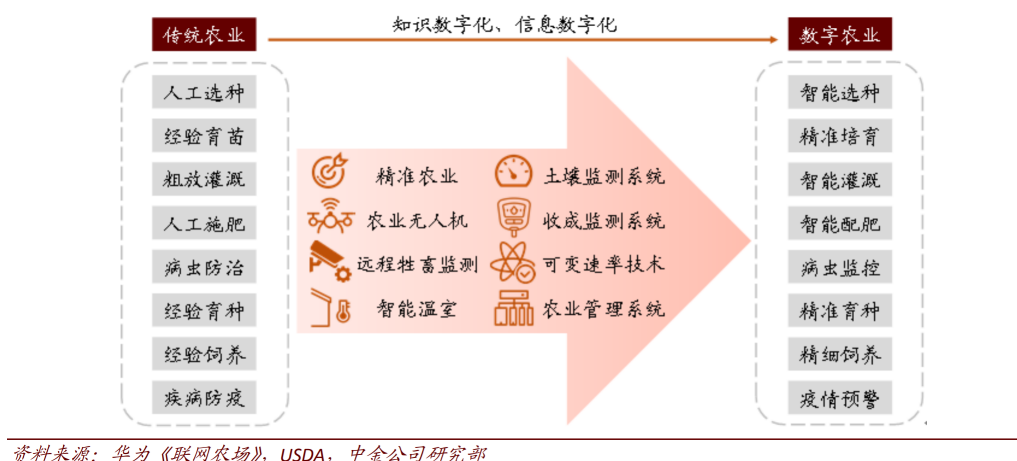 传统农业
知识数字化、信息数字化
数字农业
人工选种
经验育苗
粗放灌溉
人工施肥
病虫防治
经验育种
经验饲养
疾病防疫
精准农业
土壤监测系统
农业无人机
收成监测系统
远程牲畜监测
可变速率技术
智能温室
农业管理系统
智能选种
精准培育
智能灌溉
智能配肥
病虫监控
精准育种
精细饲养
疫情预警
资料来源：华为《联网农场》，USDA，中金公司研究部